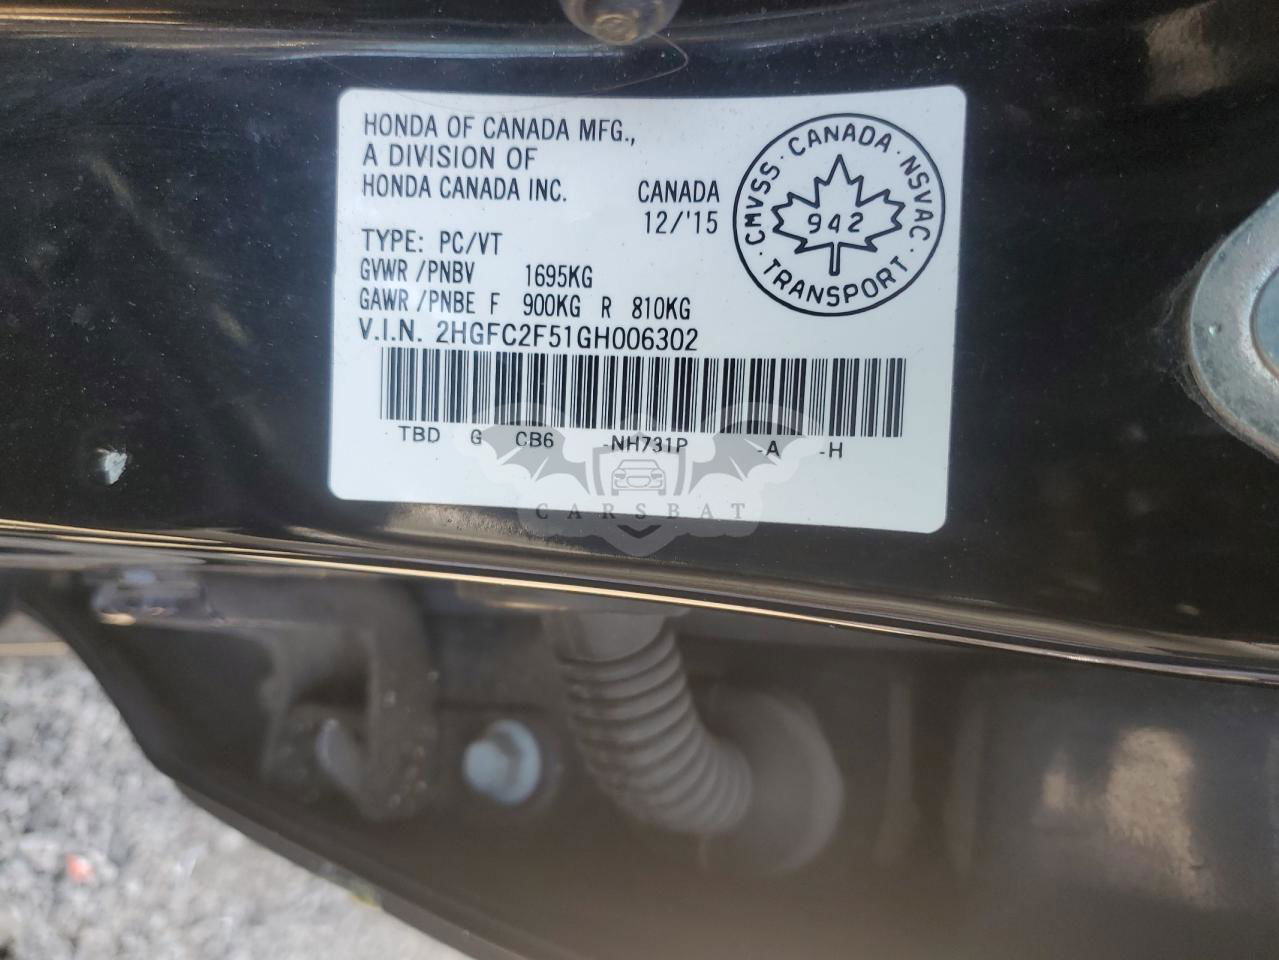 HONDA OF CANADA MFG.,
A DIVISION OF
HONDA CANADA INC.
CANADA
12/'15
TYPE: PC/VT
GVWR /PNBV 1695KG
GAWR /PNBE F 900KG R 810KG
V.I.N. 2HGFC2F51GH006302
TBD G CB6 -NH731P -A -H
CMVSS · CANADA · NSVAC · TRANSPORT ·
942
CARSBAT